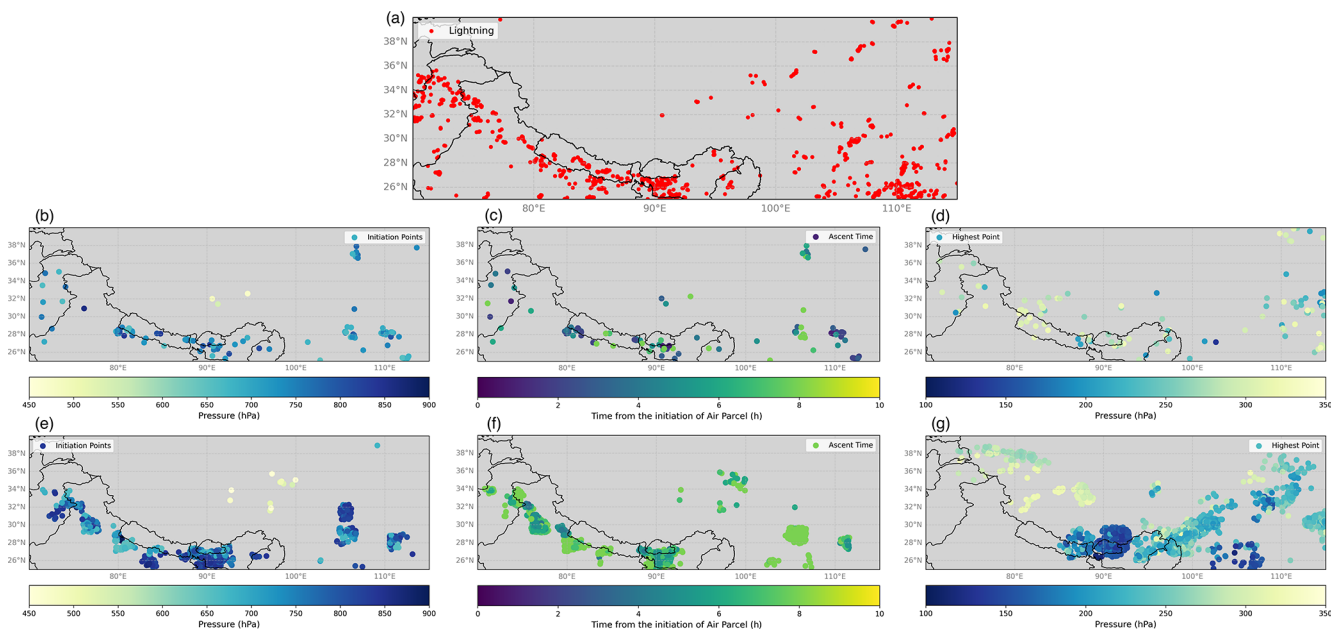 (a)
Lightning
38°N
36°N
34°N
32°N
30°N
28°N
26°N
80°E 90°E 100°E 110°E
(b) (c) (d)
Initiation Points
Ascent Time
Highest Point
38°N 38°N 38°N
36°N 36°N 36°N
34°N 34°N 34°N
32°N 32°N 32°N
30°N 30°N 30°N
28°N 28°N 28°N
26°N 26°N 26°N
80°E 90°E 100°E 110°E 80°E 90°E 100°E 110°E 80°E 90°E 100°E 110°E
450 500 550 600 650 700 750 800 850 900
Pressure (hPa)
0 2 4 6 8 10
Time from the initiation of Air Parcel (h)
100 150 200 250 300 350
Pressure (hPa)
(e) (f) (g)
Initiation Points
Ascent Time
Highest Point
38°N 38°N 38°N
36°N 36°N 36°N
34°N 34°N 34°N
32°N 32°N 32°N
30°N 30°N 30°N
28°N 28°N 28°N
26°N 26°N 26°N
80°E 90°E 100°E 110°E 80°E 90°E 100°E 110°E 80°E 90°E 100°E 110°E
450 500 550 600 650 700 750 800 850 900
Pressure (hPa)
0 2 4 6 8 10
Time from the initiation of Air Parcel (h)
100 150 200 250 300 350
Pressure (hPa)